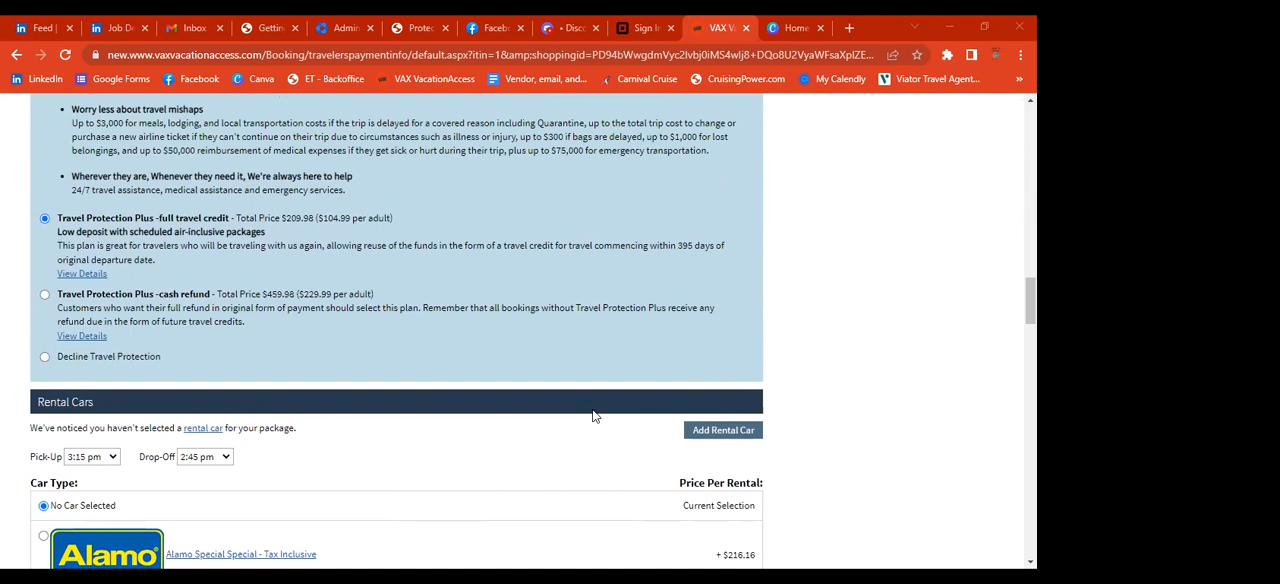 Feed |
Job De
Inbox
Gettin
Admin
Protec
Faceb
• Disco
Sign In
VAX V
Home
new.vaxvacationaccess.com/Booking/travelerspaymentinfo/default.aspx?itin=1&shoppingid=PD94bWwgdmVyc2lvbj0iMS4wIj8+DQo8U2VyaWFsaXplZE...
LinkedIn
Google Forms
Facebook
Canva
ET - Backoffice
VAX VacationAccess
Vendor, email, and...
Carnival Cruise
CruisingPower.com
My Calendly
Viator Travel Agent...
»
• Worry less about travel mishaps
Up to $3,000 for meals, lodging, and local transportation costs if the trip is delayed for a covered reason including Quarantine, up to the total trip cost to change or
purchase a new airline ticket if they can't continue on their trip due to circumstances such as illness or injury, up to $300 if bags are delayed, up to $1,000 for lost
belongings, and up to $50,000 reimbursement of medical expenses if they get sick or hurt during their trip, plus up to $75,000 for emergency transportation.
• Wherever they are, Whenever they need it, We're always here to help
24/7 travel assistance, medical assistance and emergency services.
Travel Protection Plus -full travel credit - Total Price $209.98 ($104.99 per adult)
Low deposit with scheduled air-inclusive packages
This plan is great for travelers who will be traveling with us again, allowing reuse of the funds in the form of a travel credit for travel commencing within 395 days of
original departure date.
View Details
Travel Protection Plus -cash refund - Total Price $459.98 ($229.99 per adult)
Customers who want their full refund in original form of payment should select this plan. Remember that all bookings without Travel Protection Plus receive any
refund due in the form of future travel credits.
View Details
Decline Travel Protection
Rental Cars
We've noticed you haven't selected a rental car for your package.
Add Rental Car
Pick-Up 3:15 pm Drop-Off 2:45 pm
Car Type: Price Per Rental:
No Car Selected Current Selection
Alamo Alamo Special Special - Tax Inclusive + $216.16